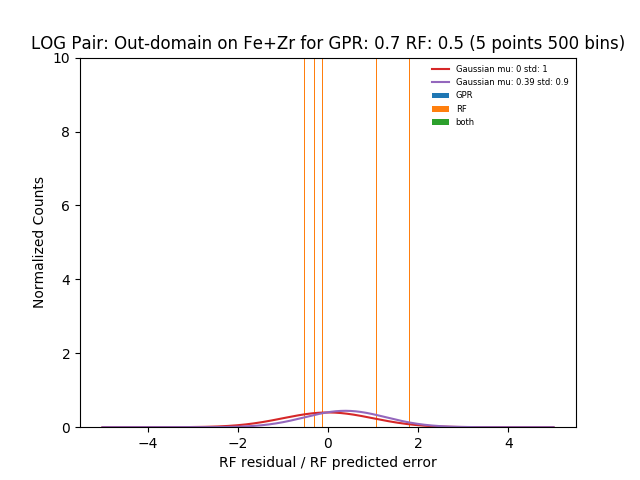 LOG Pair: Out-domain on Fe+Zr for GPR: 0.7 RF: 0.5 (5 points 500 bins)
Gaussian mu: 0 std: 1
Gaussian mu: 0.39 std: 0.9
GPR
RF
both
Normalized Counts
10
8
6
4
2
0
−4 −2 0 2 4
RF residual / RF predicted error